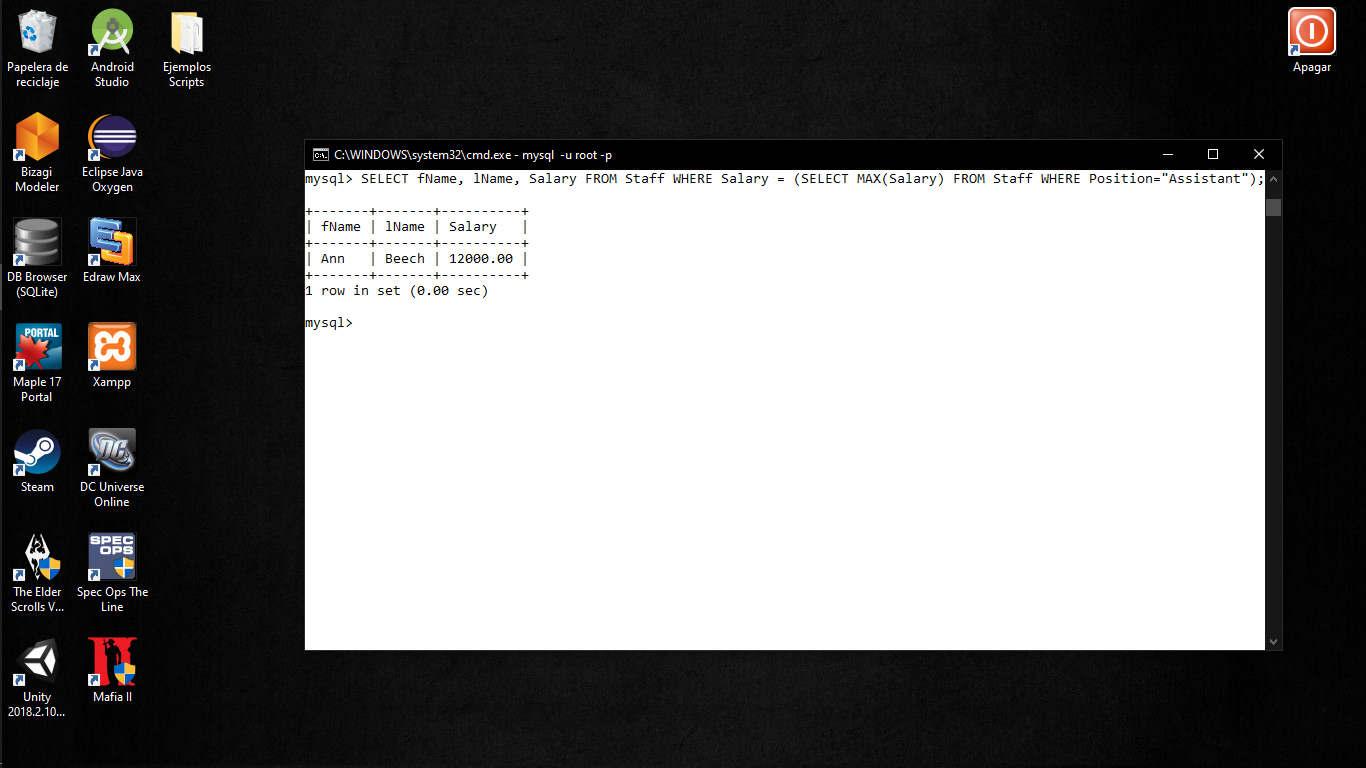 Papelera de
reciclaje
Android
Studio
Ejemplos
Scripts
Apagar
Bizagi
Modeler
Eclipse Java
Oxygen
DB Browser
(SQLite)
Edraw Max
PORTAL
Maple 17
Portal
Xampp
Steam
DC
DC Universe
Online
The Elder
Scrolls V...
SPEC
OPS
Spec Ops The
Line
Unity
2018.2.10...
II
Mafia II
C:\WINDOWS\system32\cmd.exe - mysql  -u root -p
mysql> SELECT fName, lName, Salary FROM Staff WHERE Salary = (SELECT MAX(Salary) FROM Staff WHERE Position="Assistant");
+-------+-------+----------+
| fName | lName | Salary   |
+-------+-------+----------+
| Ann   | Beech | 12000.00 |
+-------+-------+----------+
1 row in set (0.00 sec)
mysql>